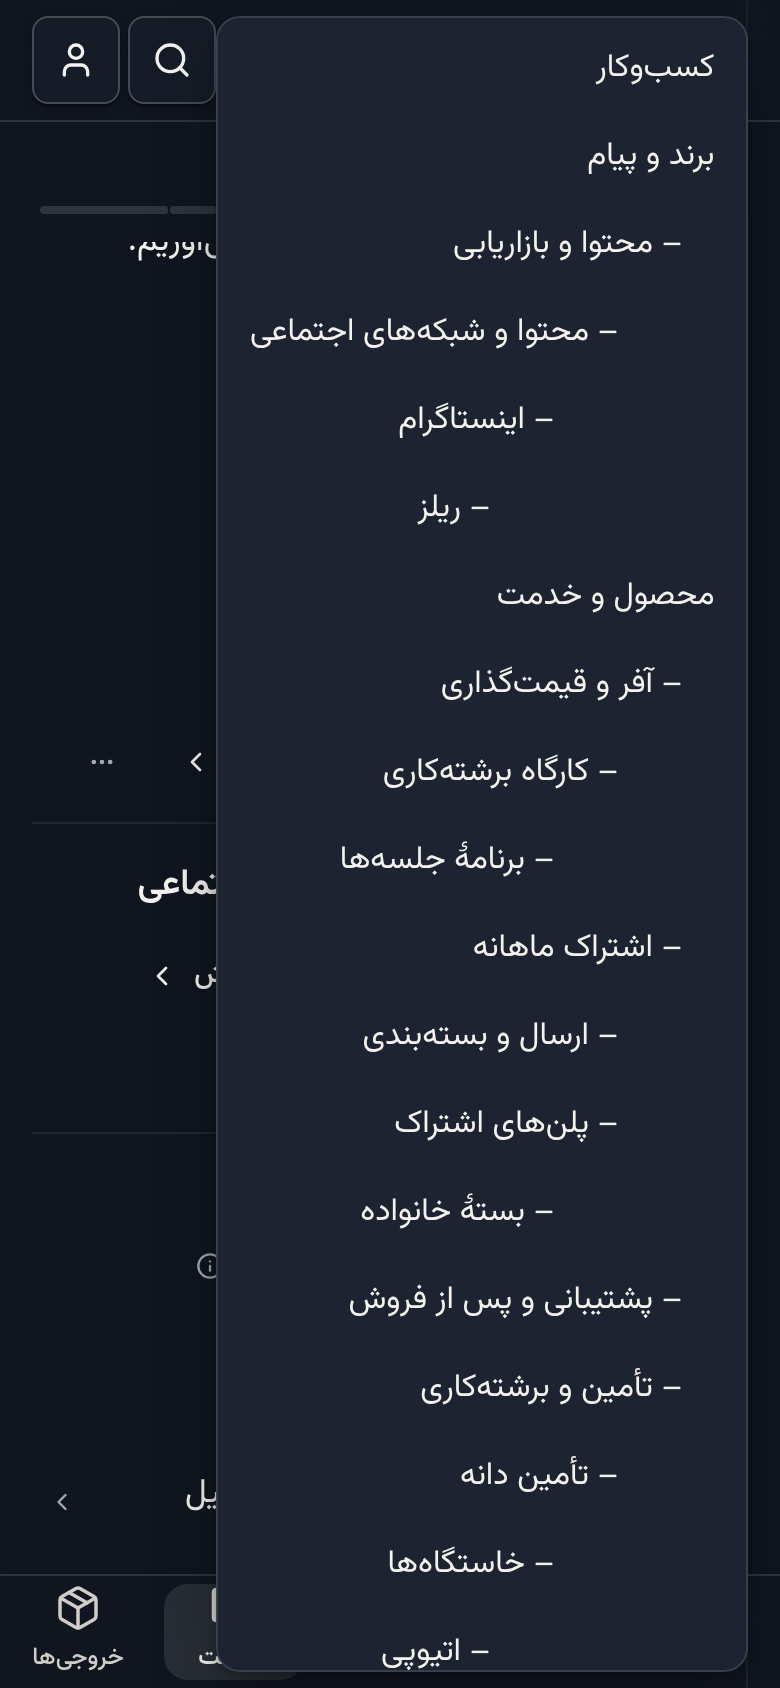 کسب‌وکار
برند و پیام
– محتوا و بازاریابی
– محتوا و شبکه‌های اجتماعی
– اینستاگرام
– ریلز
محصول و خدمت
– آفر و قیمت‌گذاری
– کارگاه برشته‌کاری
– برنامهٔ جلسه‌ها
– اشتراک ماهانه
– ارسال و بسته‌بندی
– پلن‌های اشتراک
– بستهٔ خانواده
– پشتیبانی و پس از فروش
– تأمین و برشته‌کاری
– تأمین دانه
– خاستگاه‌ها
– اتیوپی
خروجی‌ها